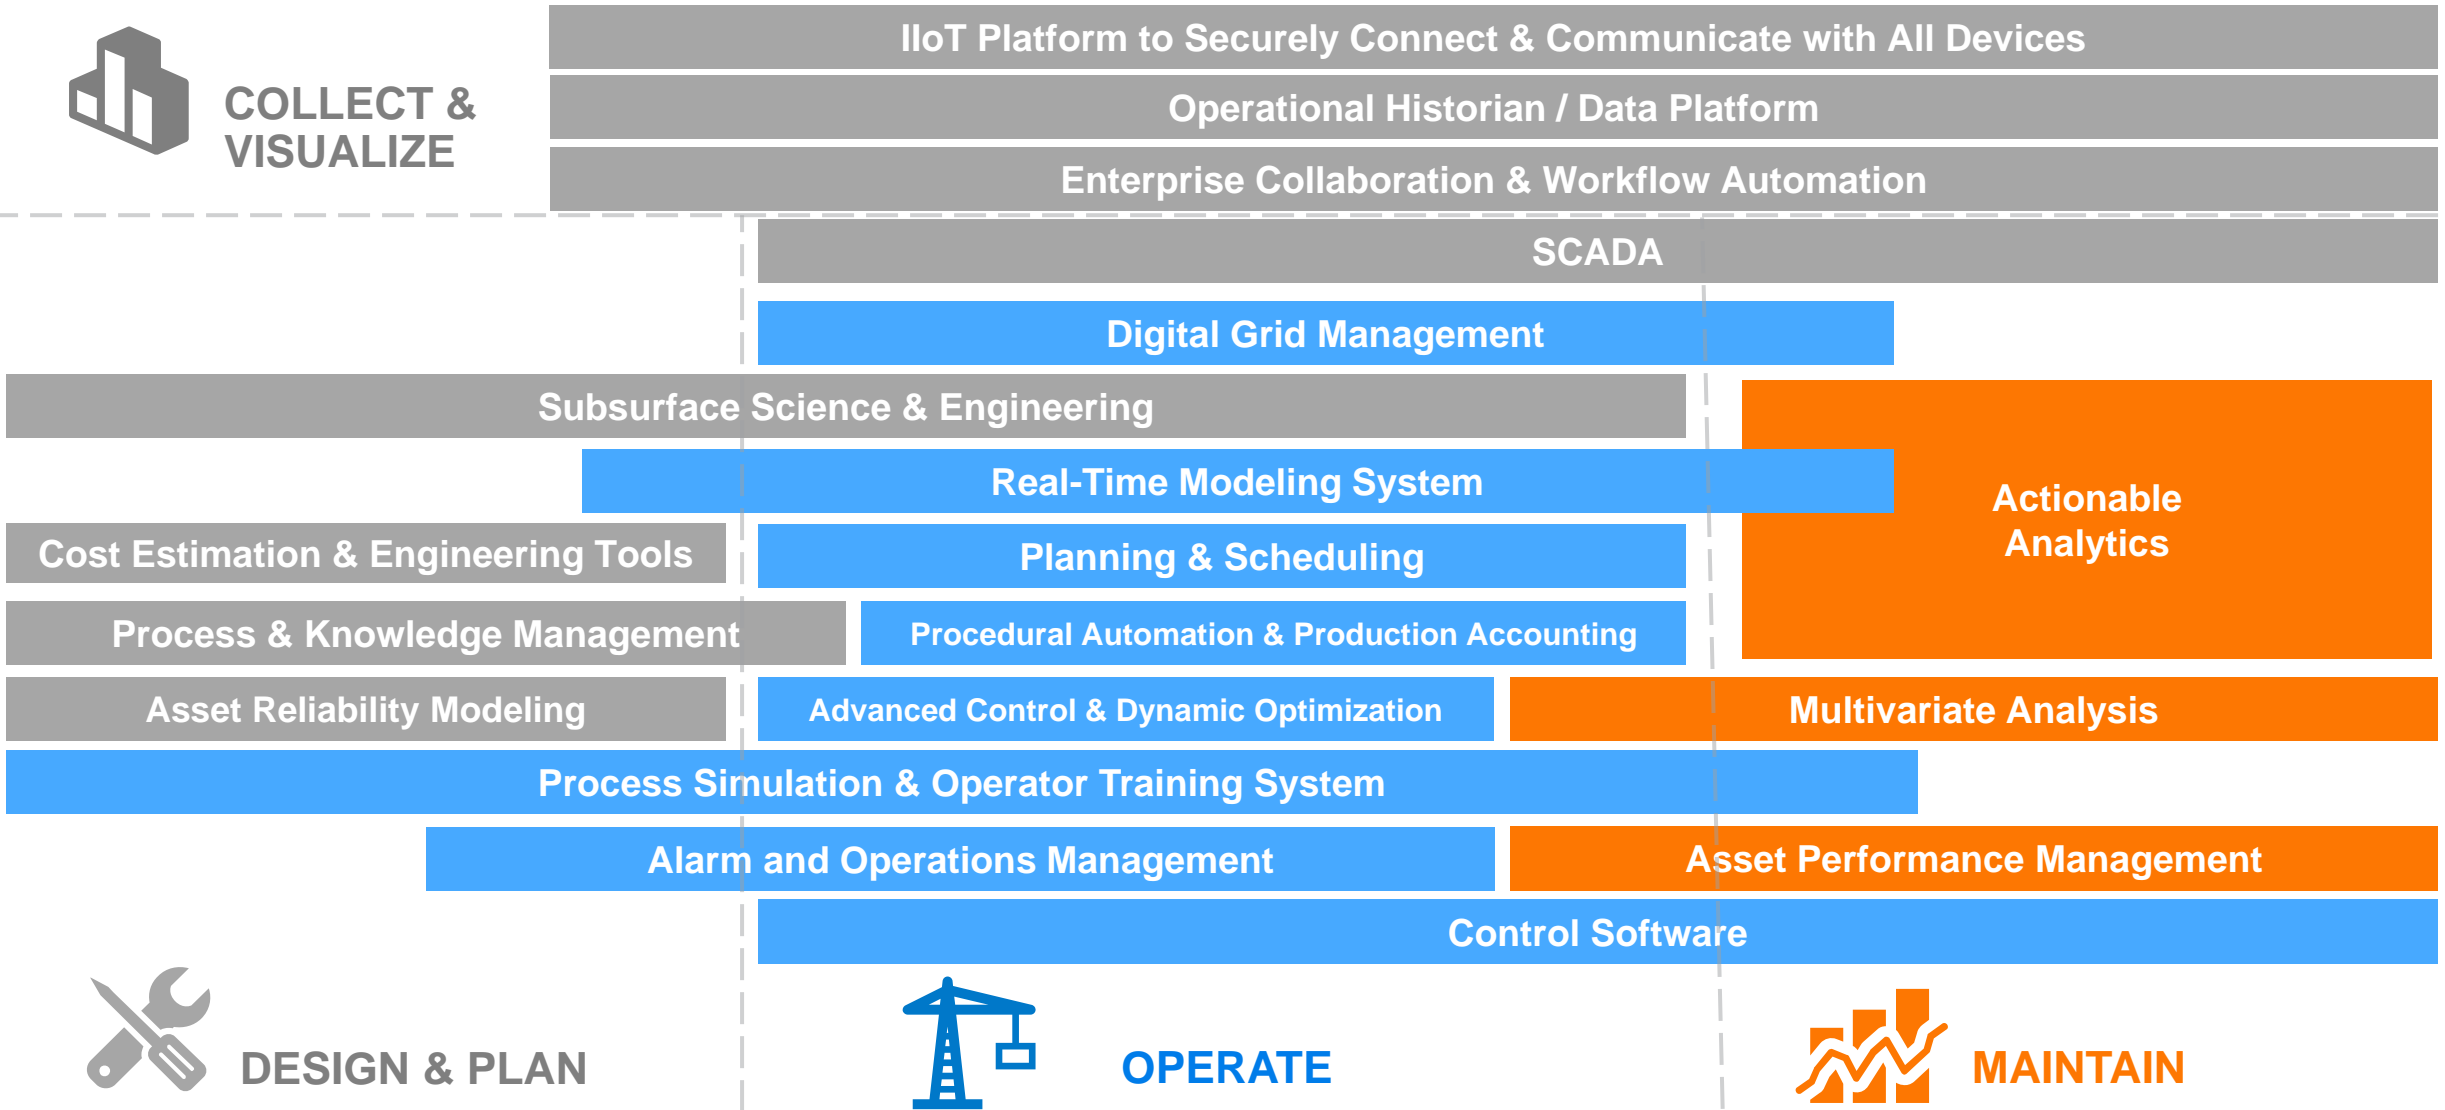 IIoT Platform to Securely Connect & Communicate with All Devices
COLLECT &
VISUALIZE
Operational Historian / Data Platform
Enterprise Collaboration & Workflow Automation
SCADA
Digital Grid Management
Subsurface Science & Engineering
Real-Time Modeling System
Actionable
Analytics
Cost Estimation & Engineering Tools
Planning & Scheduling
Process & Knowledge Management
Procedural Automation & Production Accounting
Asset Reliability Modeling
Advanced Control & Dynamic Optimization
Multivariate Analysis
Process Simulation & Operator Training System
Alarm and Operations Management
Asset Performance Management
Control Software
DESIGN & PLAN
OPERATE
MAINTAIN